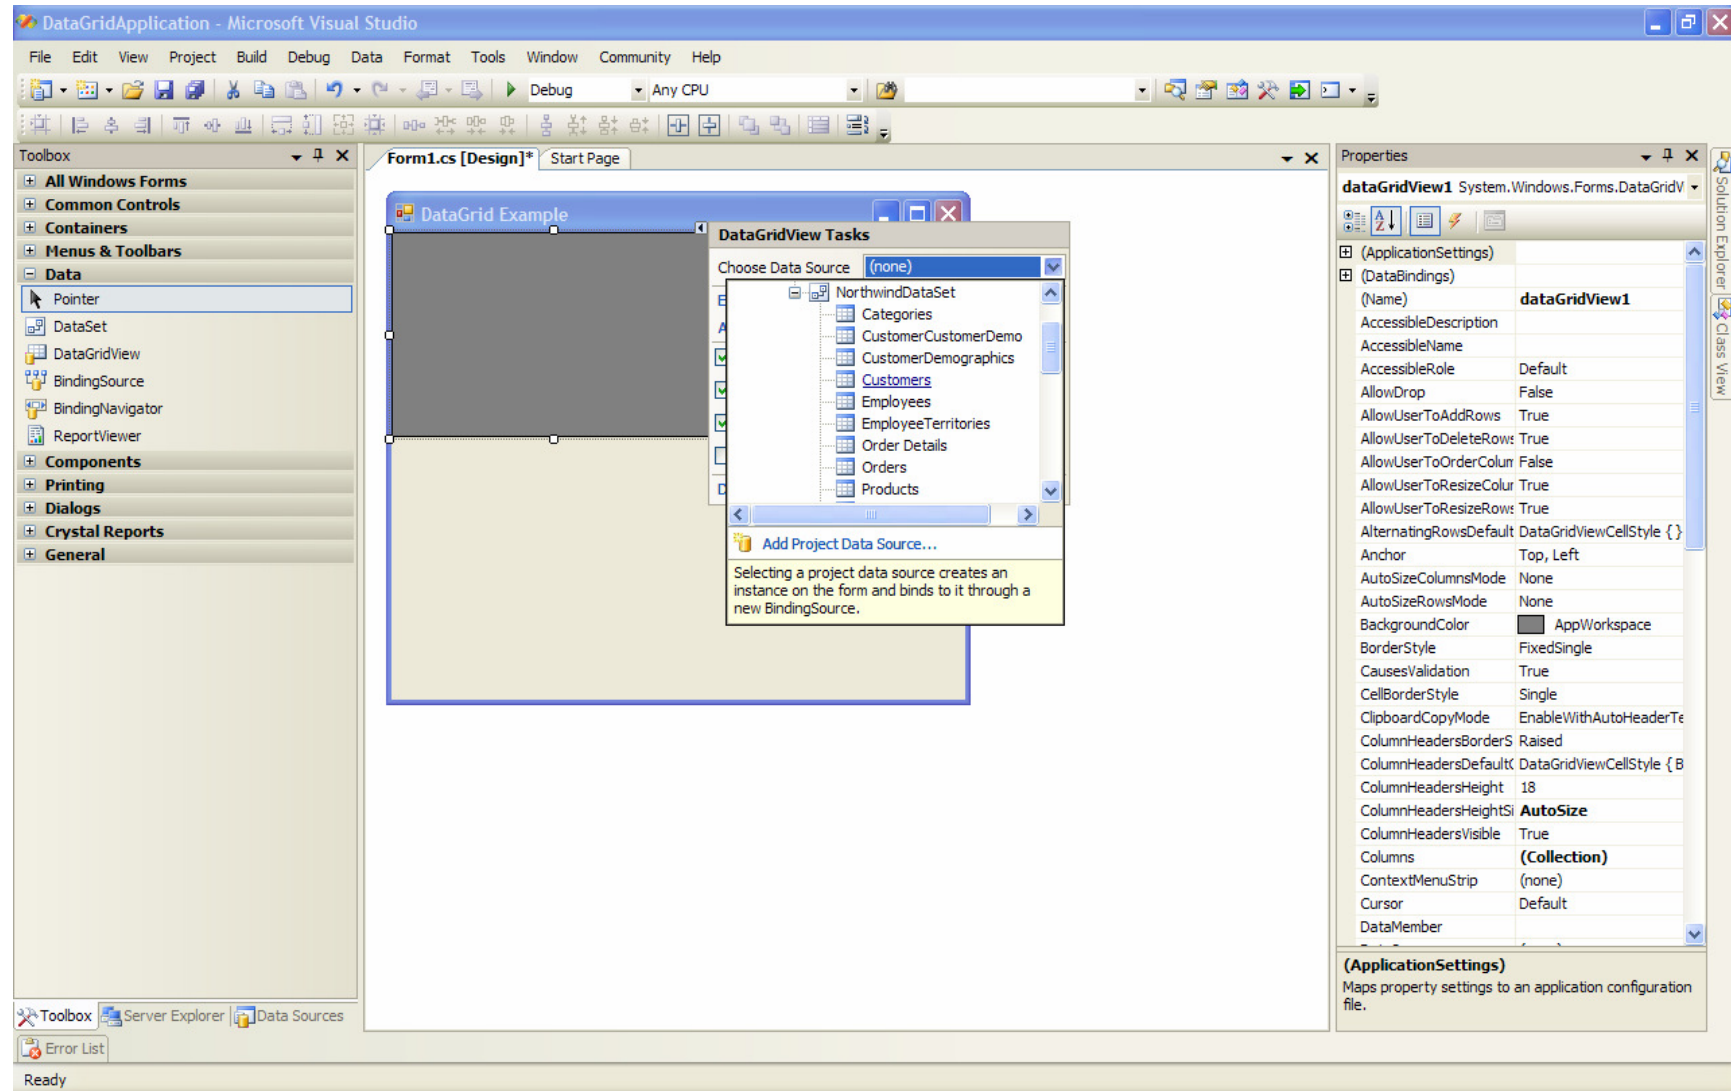 DataGridApplication - Microsoft Visual Studio
File Edit View Project Build Debug Data Format Tools Window Community Help
Debug Any CPU
Toolbox
All Windows Forms
Common Controls
Containers
Menus & Toolbars
Data
Pointer
DataSet
DataGridView
BindingSource
BindingNavigator
ReportViewer
Components
Printing
Dialogs
Crystal Reports
General
Toolbox Server Explorer Data Sources
Form1.cs [Design]* Start Page
DataGrid Example
DataGridView Tasks
Choose Data Source (none)
NorthwindDataSet
Categories
CustomerCustomerDemo
CustomerDemographics
Customers
Employees
EmployeeTerritories
Order Details
Orders
Products
Add Project Data Source...
Selecting a project data source creates an
instance on the form and binds to it through a
new BindingSource.
Properties
dataGridView1 System.Windows.Forms.DataGridV
(ApplicationSettings)
(DataBindings)
(Name) dataGridView1
AccessibleDescription
AccessibleName
AccessibleRole Default
AllowDrop False
AllowUserToAddRows True
AllowUserToDeleteRows True
AllowUserToOrderColum False
AllowUserToResizeColur True
AllowUserToResizeRows True
AlternatingRowsDefault DataGridViewCellStyle { }
Anchor Top, Left
AutoSizeColumnsMode None
AutoSizeRowsMode None
BackgroundColor AppWorkspace
BorderStyle FixedSingle
CausesValidation True
CellBorderStyle Single
ClipboardCopyMode EnableWithAutoHeaderTe
ColumnHeadersBorderS Raised
ColumnHeadersDefaultC DataGridViewCellStyle { B
ColumnHeadersHeight 18
ColumnHeadersHeightSi AutoSize
ColumnHeadersVisible True
Columns (Collection)
ContextMenuStrip (none)
Cursor Default
DataMember
(ApplicationSettings)
Maps property settings to an application configuration
file.
Solution Explorer
Class View
Error List
Ready